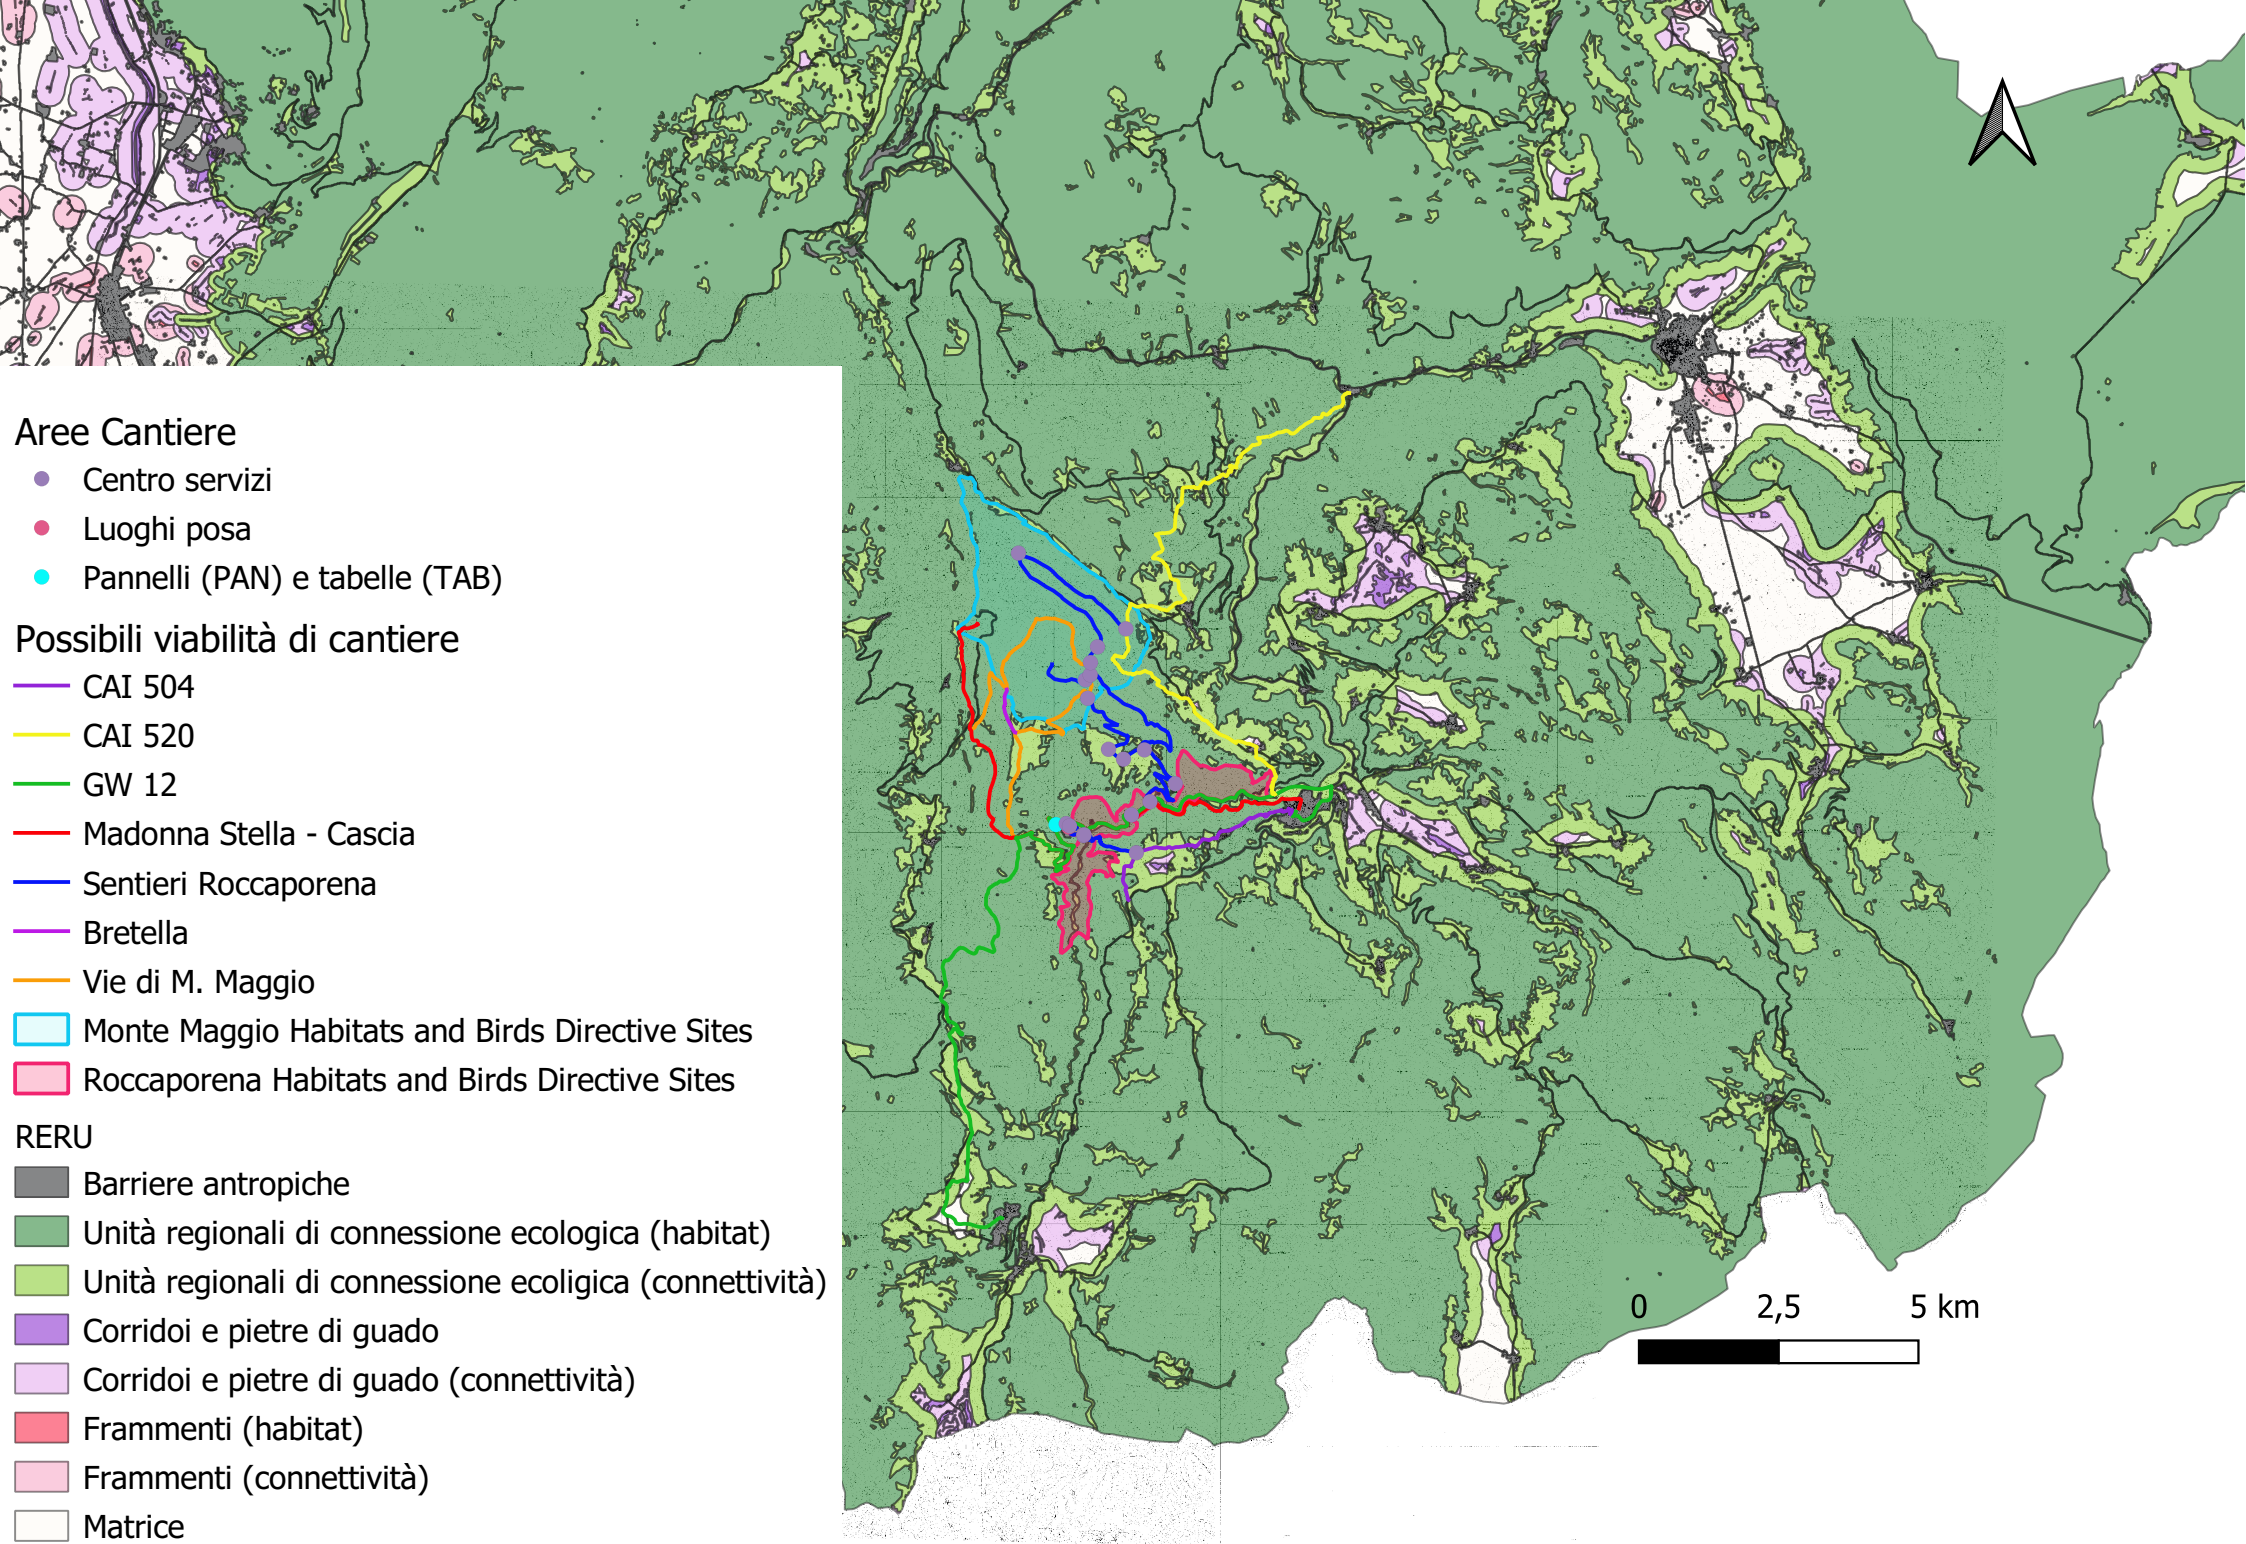 Aree Cantiere
Centro servizi
Luoghi posa
Pannelli (PAN) e tabelle (TAB)
Possibili viabilità di cantiere
CAI 504
CAI 520
GW 12
Madonna Stella - Cascia
Sentieri Roccaporena
Bretella
Vie di M. Maggio
Monte Maggio Habitats and Birds Directive Sites
Roccaporena Habitats and Birds Directive Sites
RERU
Barriere antropiche
Unità regionali di connessione ecologica (habitat)
Unità regionali di connessione ecoligica (connettività)
Corridoi e pietre di guado
Corridoi e pietre di guado (connettività)
Frammenti (habitat)
Frammenti (connettività)
Matrice
0 2,5 5 km